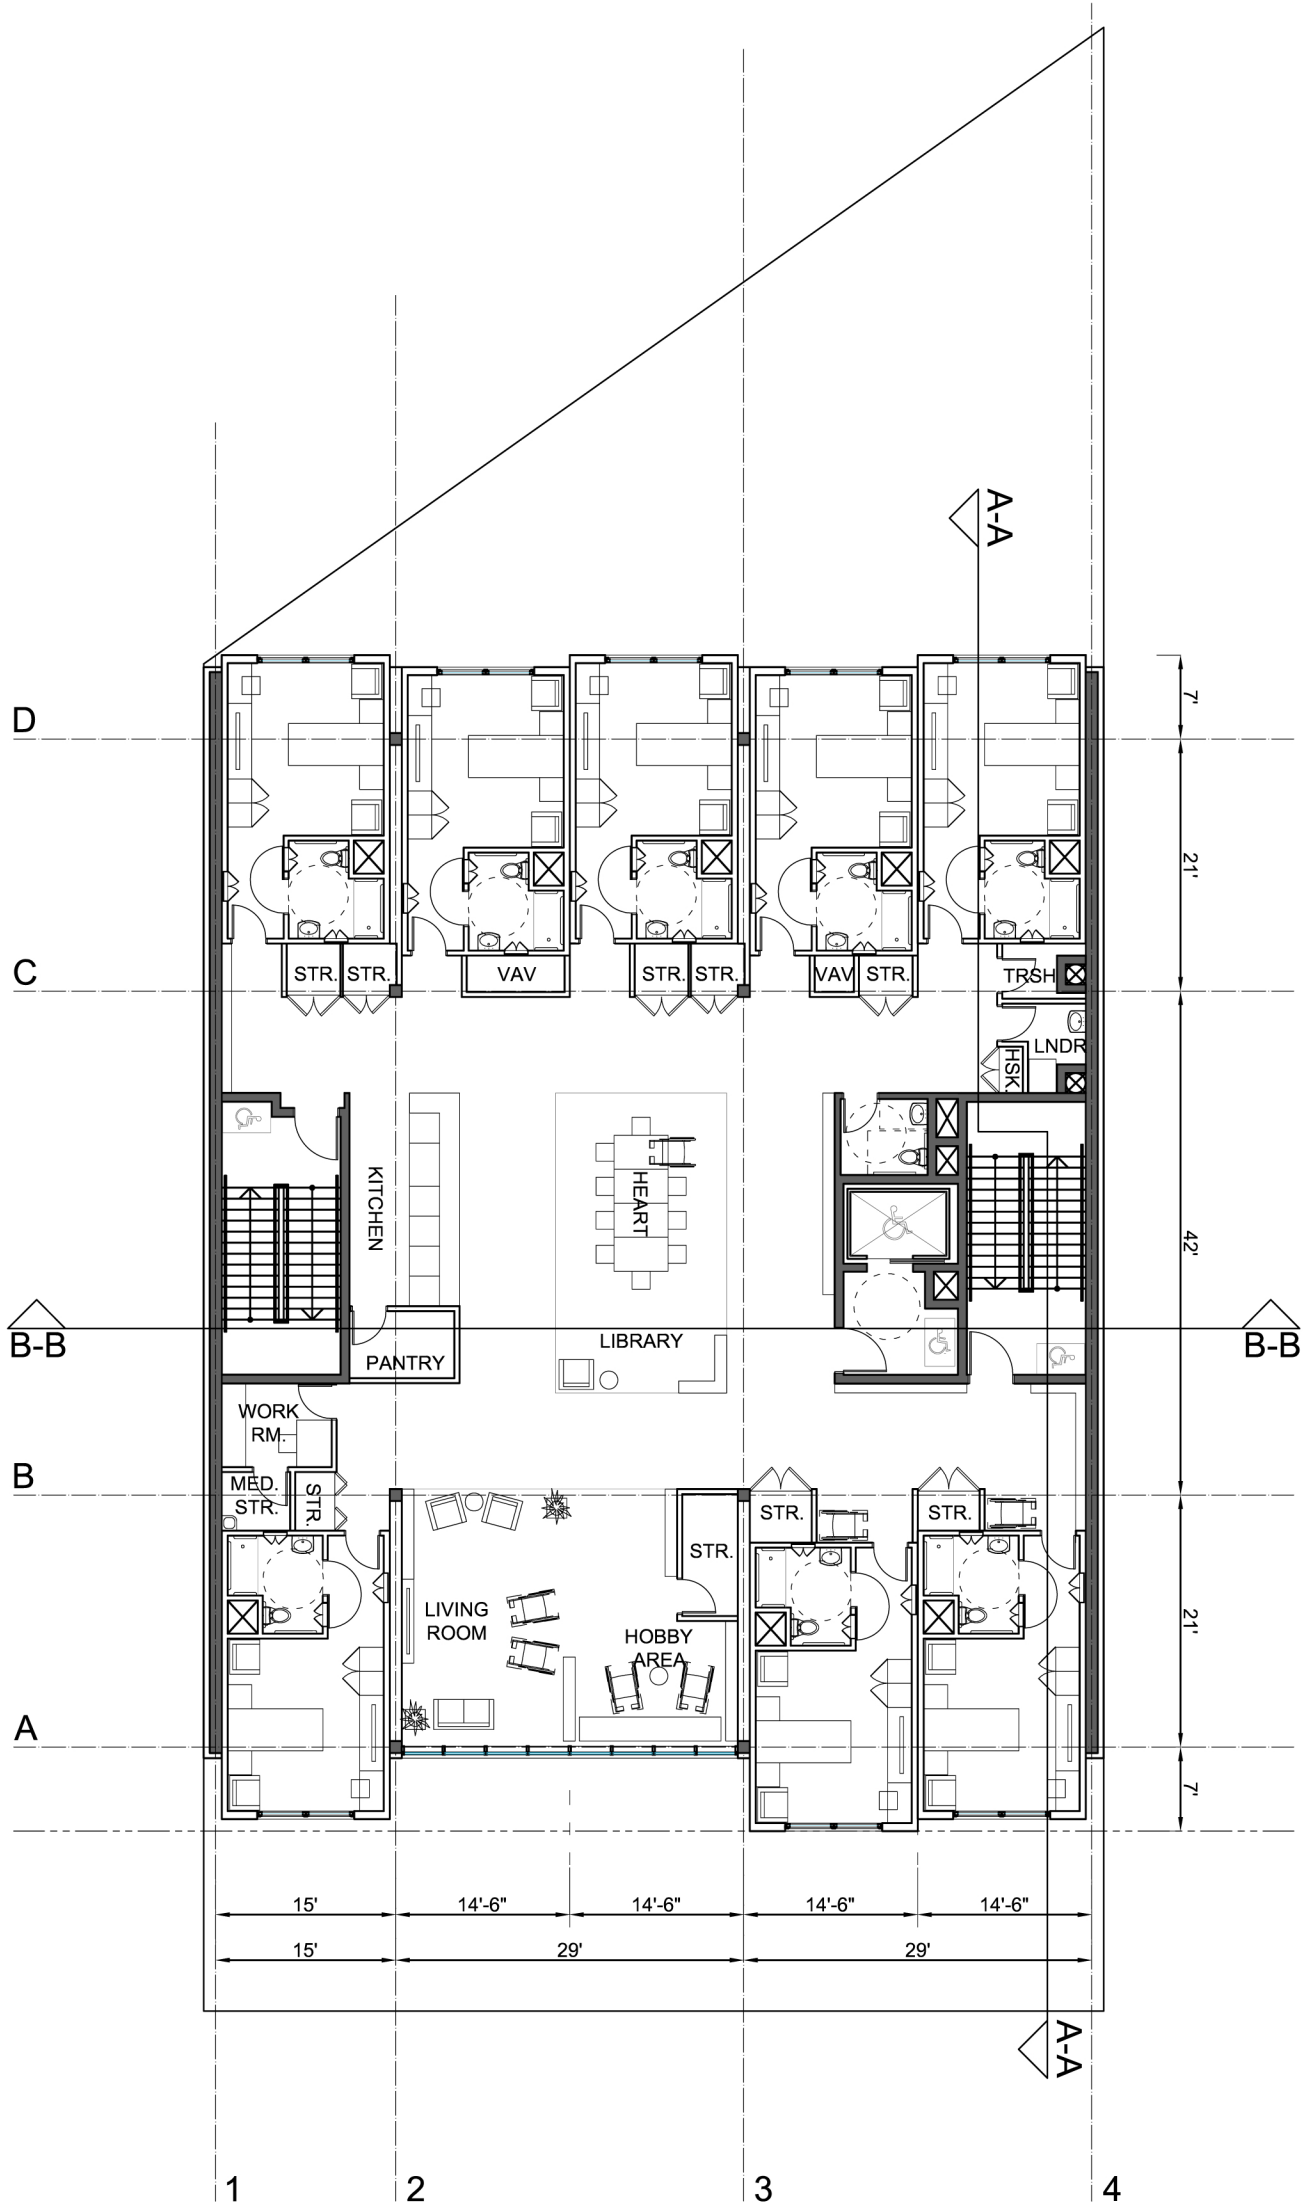 A-A
D
7'
21'
C
STR.
STR.
VAV
STR.
STR.
VAV
STR.
TRSH
LNDR
HSK.
KITCHEN
HEART
42'
B-B
B-B
LIBRARY
PANTRY
WORK
RM.
B
MED.
STR.
STR.
STR.
STR.
STR.
LIVING
ROOM
HOBBY
AREA
21'
A
7'
15'
14'-6"
14'-6"
14'-6"
14'-6"
15'
29'
29'
A-A
1
2
3
4